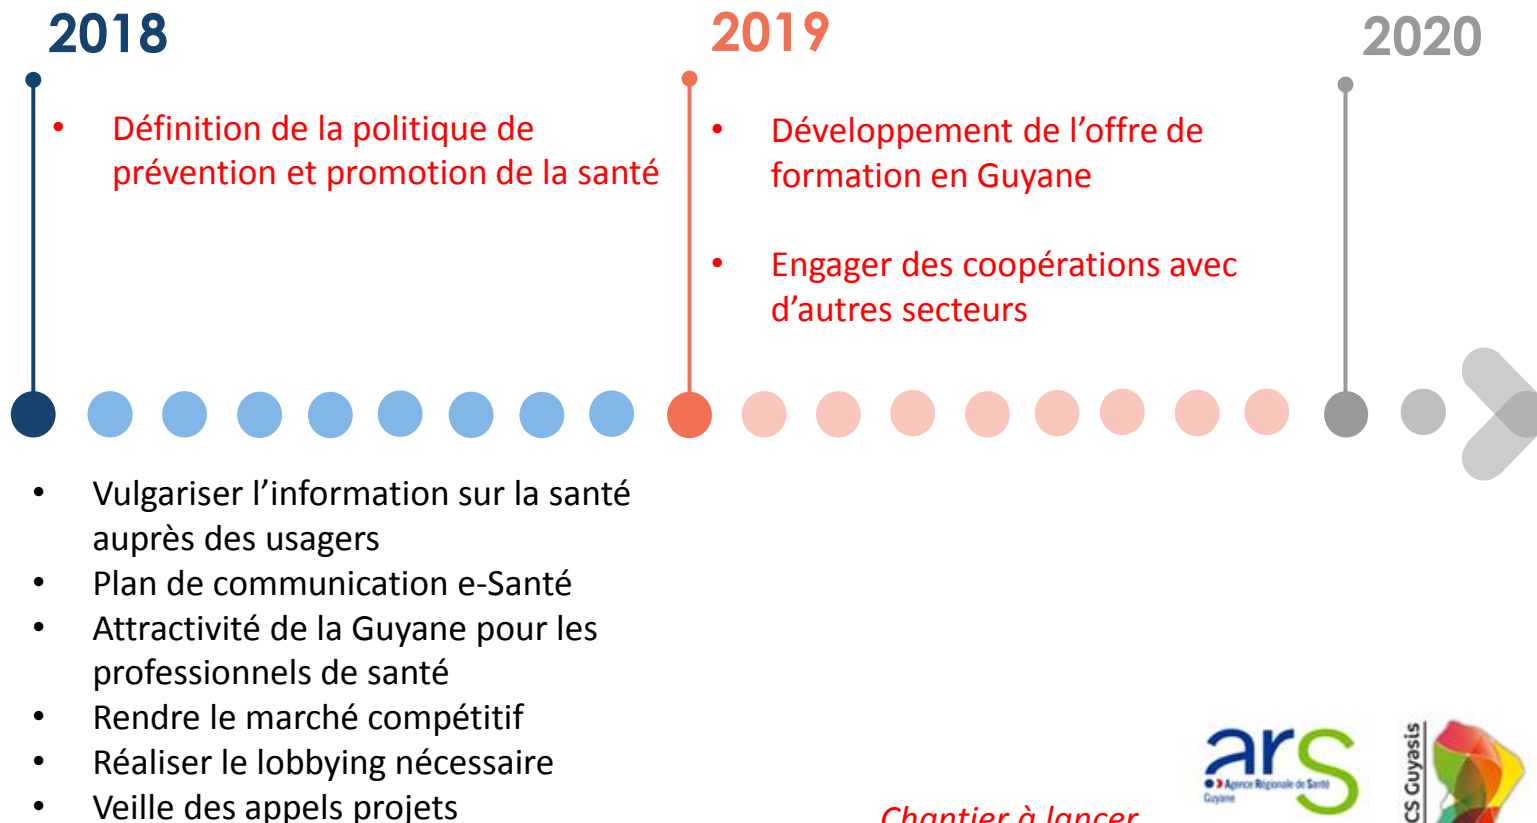 2018
2019
2020
• Définition de la politique de
prévention et promotion de la santé
• Développement de l’offre de
formation en Guyane
• Engager des coopérations avec
d’autres secteurs
• Vulgariser l’information sur la santé
auprès des usagers
• Plan de communication e-Santé
• Attractivité de la Guyane pour les
professionnels de santé
• Rendre le marché compétitif
• Réaliser le lobbying nécessaire
• Veille des appels projets
Chantier à lancer
ars
Agence Régionale de Santé
Guyane
CS Guyasis